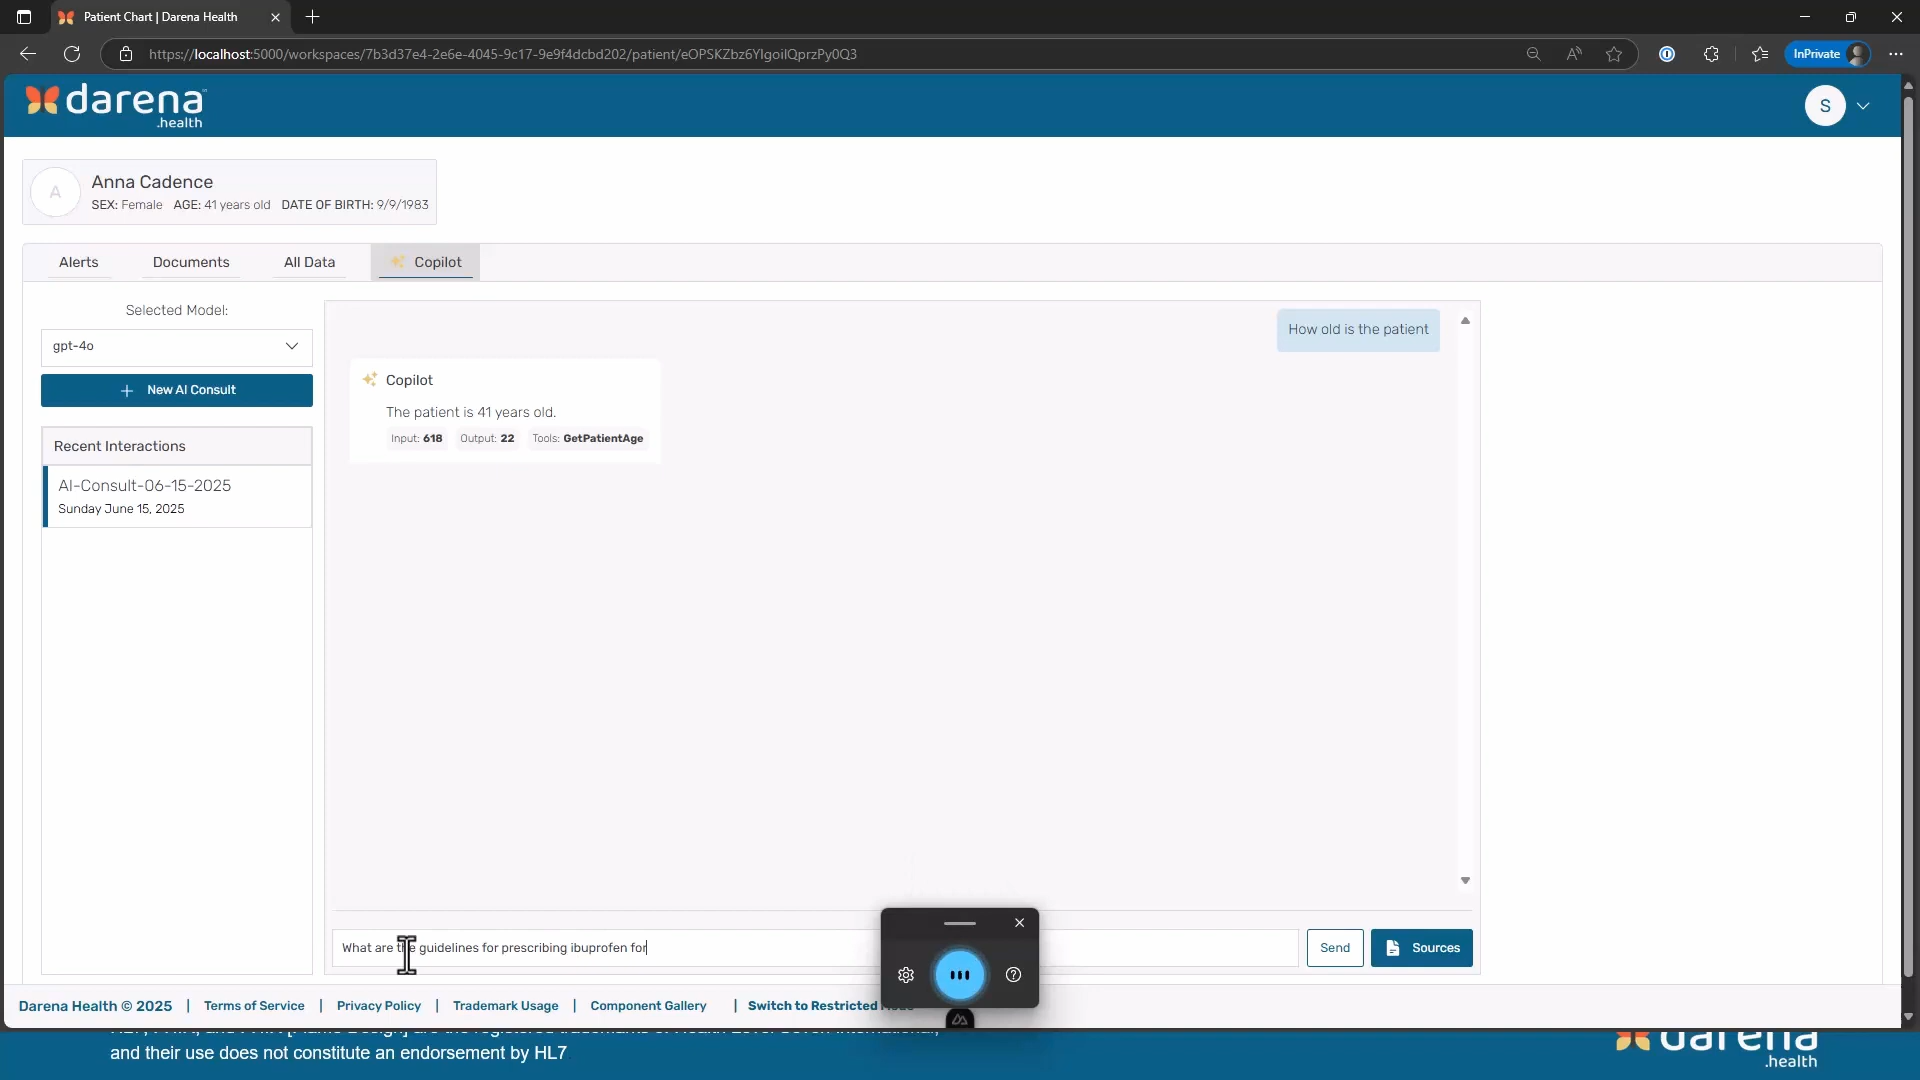 Patient Chart | Darena Health
https://localhost:5000/workspaces/7b3d37e4-2e6e-4045-9c17-9e9f4dcbd202/patient/eOPSKZbz6YIgoiIQprzPy0Q3
InPrivate
darena
.health
S
A
Anna Cadence
SEX: Female AGE: 41 years old DATE OF BIRTH: 9/9/1983
Alerts
Documents
All Data
Copilot
Selected Model:
gpt-4o
New AI Consult
Recent Interactions
AI-Consult-06-15-2025
Sunday June 15, 2025
How old is the patient
Copilot
The patient is 41 years old.
Input: 618 Output: 22 Tools: GetPatientAge
What are the guidelines for prescribing ibuprofen for
Send
Sources
Darena Health © 2025 | Terms of Service | Privacy Policy | Trademark Usage | Component Gallery | Switch to Restricted
and their use does not constitute an endorsement by HL7
darena
.health